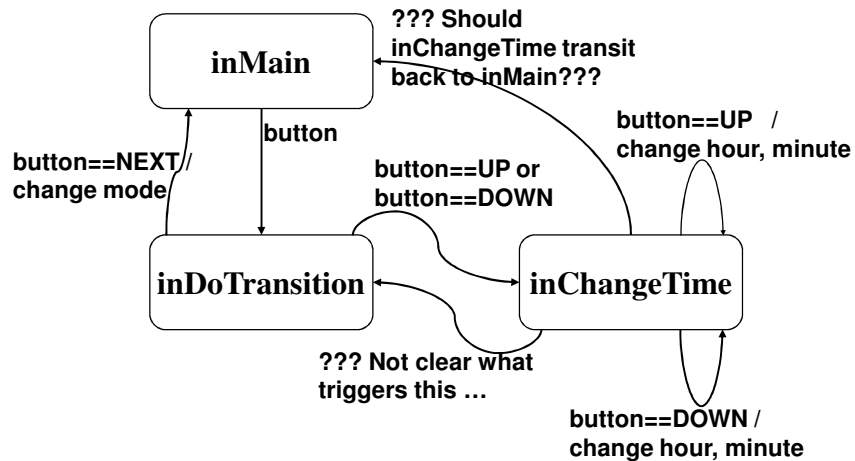 ??? Should
inChangeTime transit
back to inMain???
inMain
button==UP /
change hour, minute
button
button==NEXT /
change mode
button==UP or
button==DOWN
inDoTransition
inChangeTime
??? Not clear what
triggers this …
button==DOWN /
change hour, minute